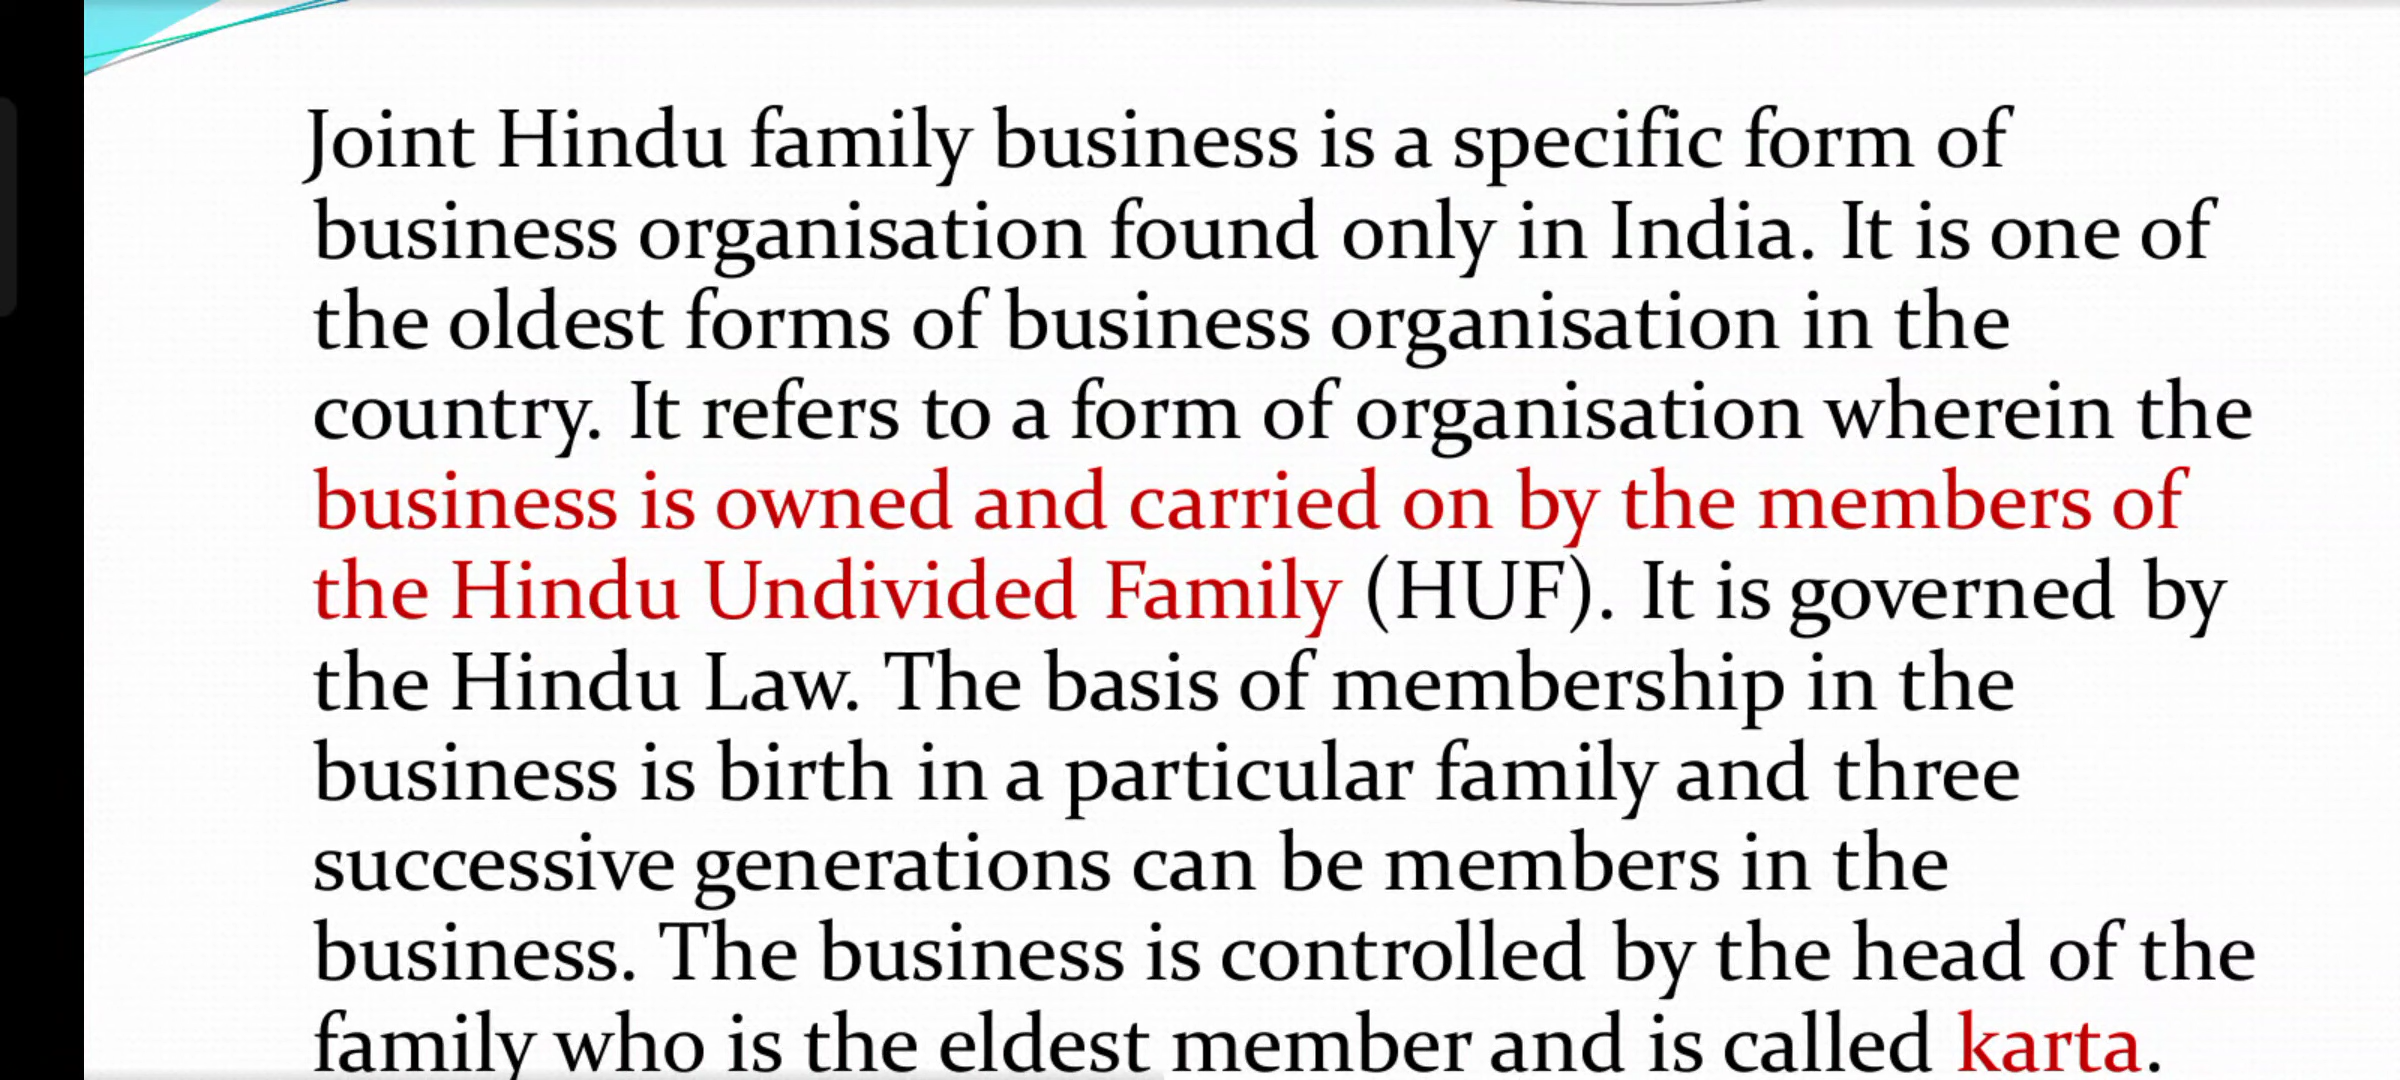 Joint Hindu family business is a specific form of
business organisation found only in India. It is one of
the oldest forms of business organisation in the
country. It refers to a form of organisation wherein the
business is owned and carried on by the members of
the Hindu Undivided Family (HUF). It is governed by
the Hindu Law. The basis of membership in the
business is birth in a particular family and three
successive generations can be members in the
business. The business is controlled by the head of the
family who is the eldest member and is called karta.